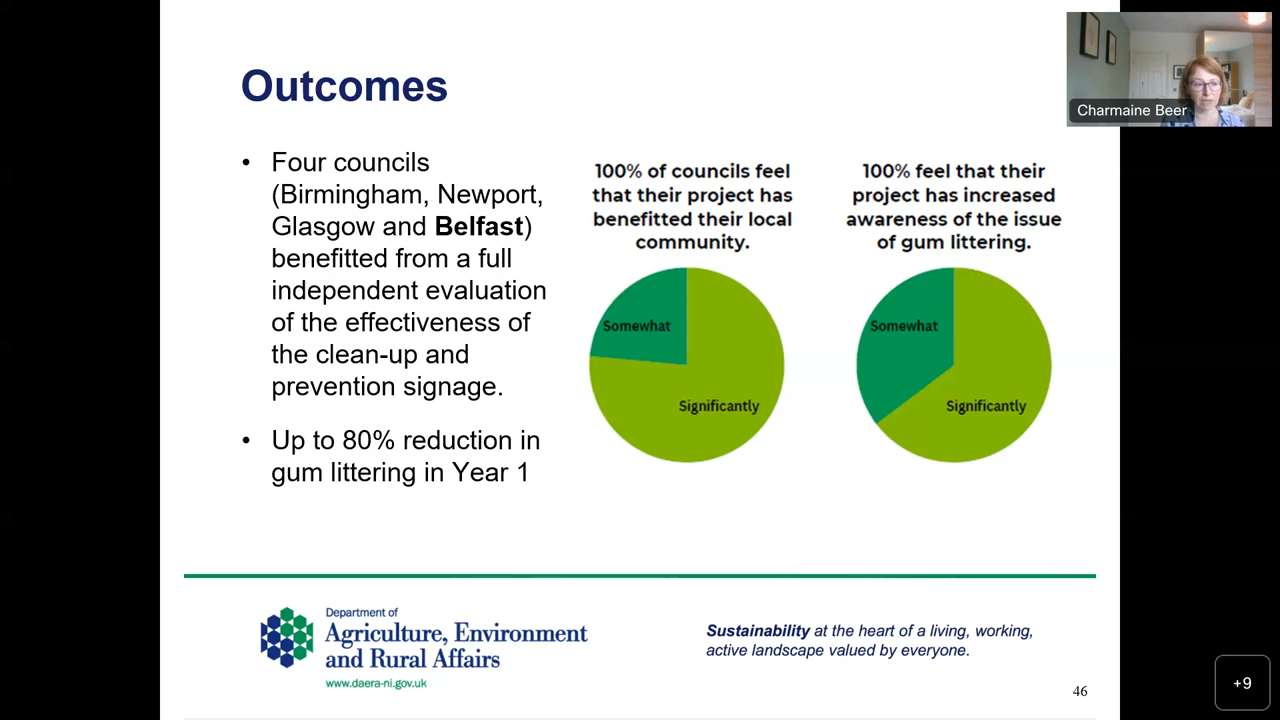 Outcomes
• Four councils
(Birmingham, Newport,
Glasgow and Belfast)
benefitted from a full
independent evaluation
of the effectiveness of
the clean-up and
prevention signage.
• Up to 80% reduction in
gum littering in Year 1
100% of councils feel
that their project has
benefitted their local
community.
Somewhat
Significantly
100% feel that their
project has increased
awareness of the issue
of gum littering.
Somewhat
Significantly
Charmaine Beer
Department of
Agriculture, Environment
and Rural Affairs
www.daera-ni.gov.uk
Sustainability at the heart of a living, working,
active landscape valued by everyone.
46
+9